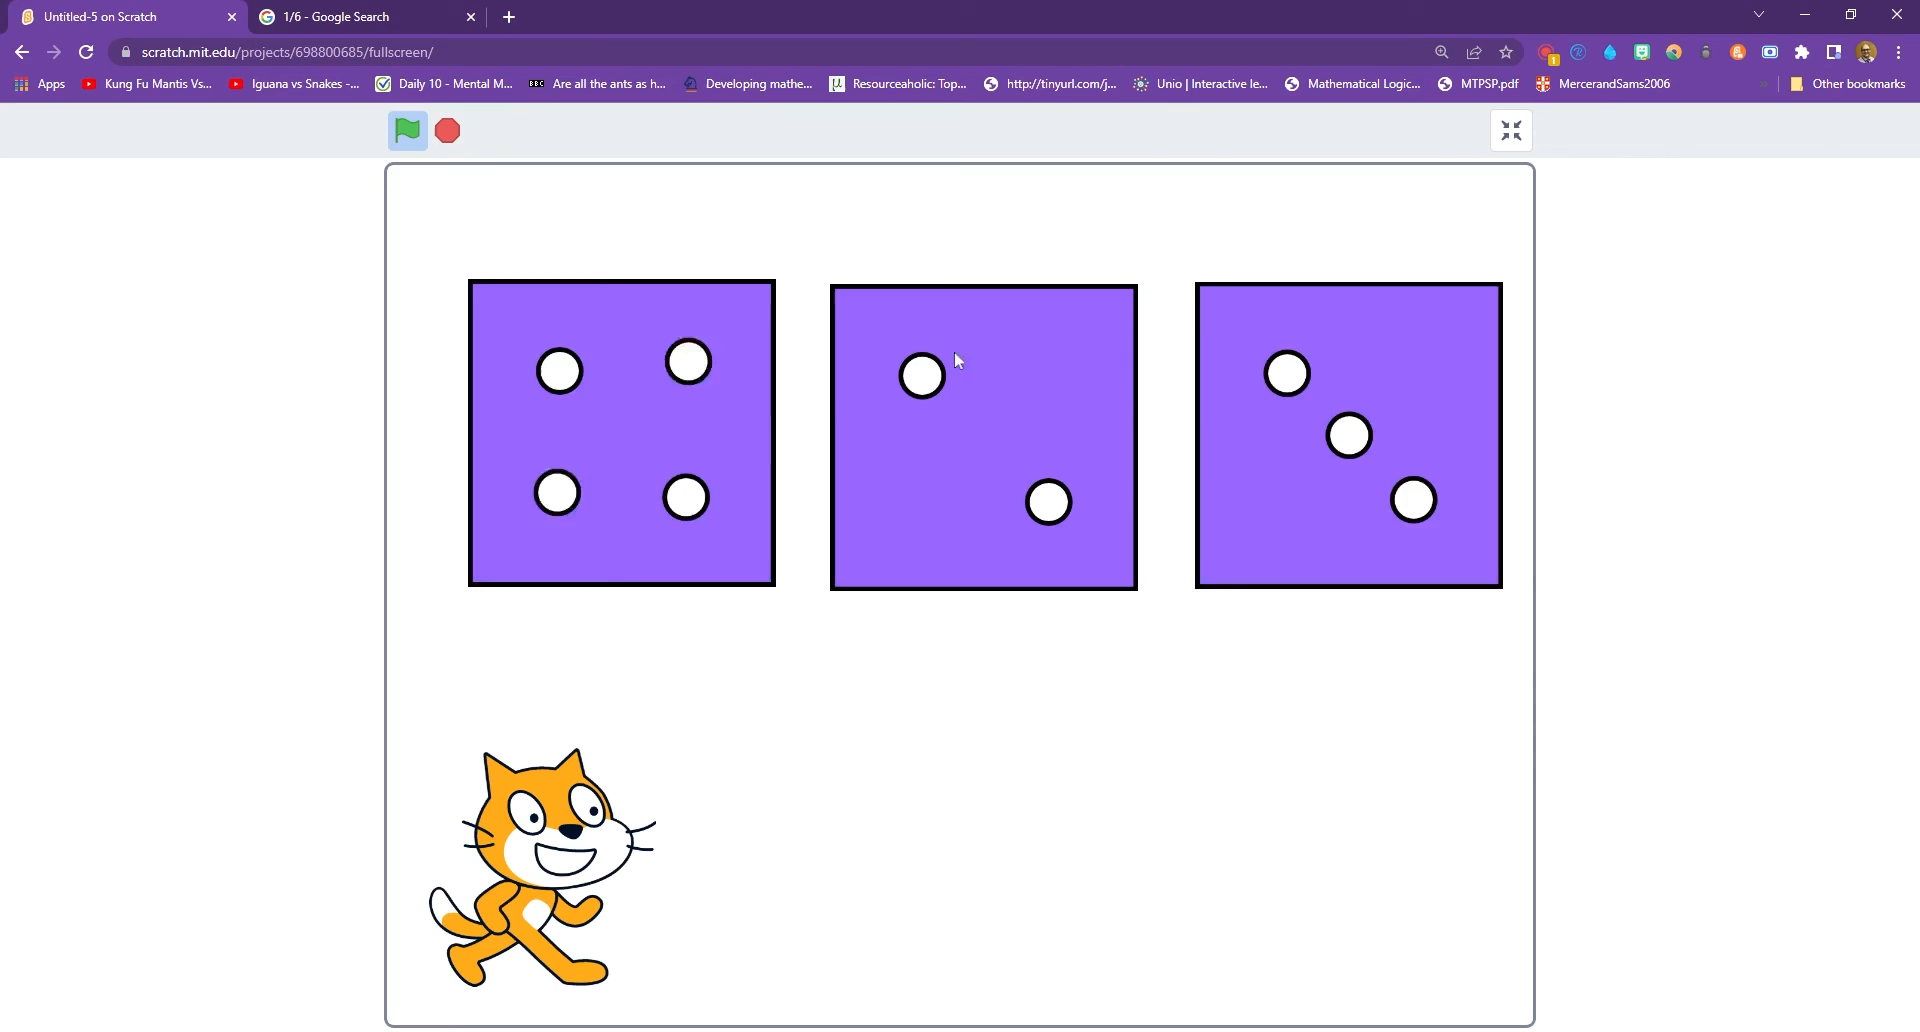 Untitled-5 on Scratch
1/6 - Google Search
scratch.mit.edu/projects/698800685/fullscreen/
1
Apps
Kung Fu Mantis Vs...
Iguana vs Snakes -...
Daily 10 - Mental M...
BBC Are all the ants as h...
Developing mathe...
μ Resourceaholic: Top...
http://tinyurl.com/j...
Unio | Interactive le...
Mathematical Logic...
MTPSP.pdf
MercerandSams2006
»
Other bookmarks